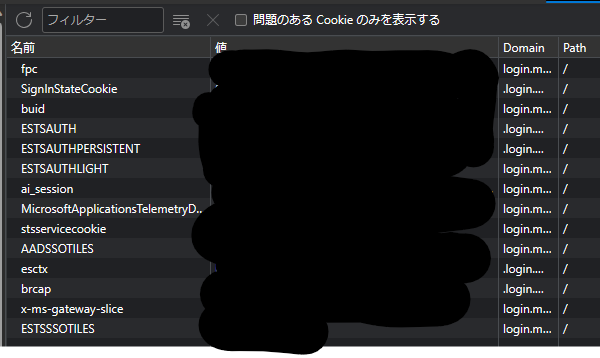 フィルター 問題のある Cookie のみを表示する
名前 値 Domain Path
fpc login.m... /
SignInStateCookie .login.... /
buid login.m... /
ESTSAUTH .login.... /
ESTSAUTHPERSISTENT .login.... /
ESTSAUTHLIGHT login.m... /
ai_session login.m... /
MicrosoftApplicationsTelemetryD... login.m... /
stsservicecookie login.m... /
AADSSOTILES login.m... /
esctx .login.... /
brcap .login.... /
x-ms-gateway-slice login.m... /
ESTSSSOTILES login.m... /